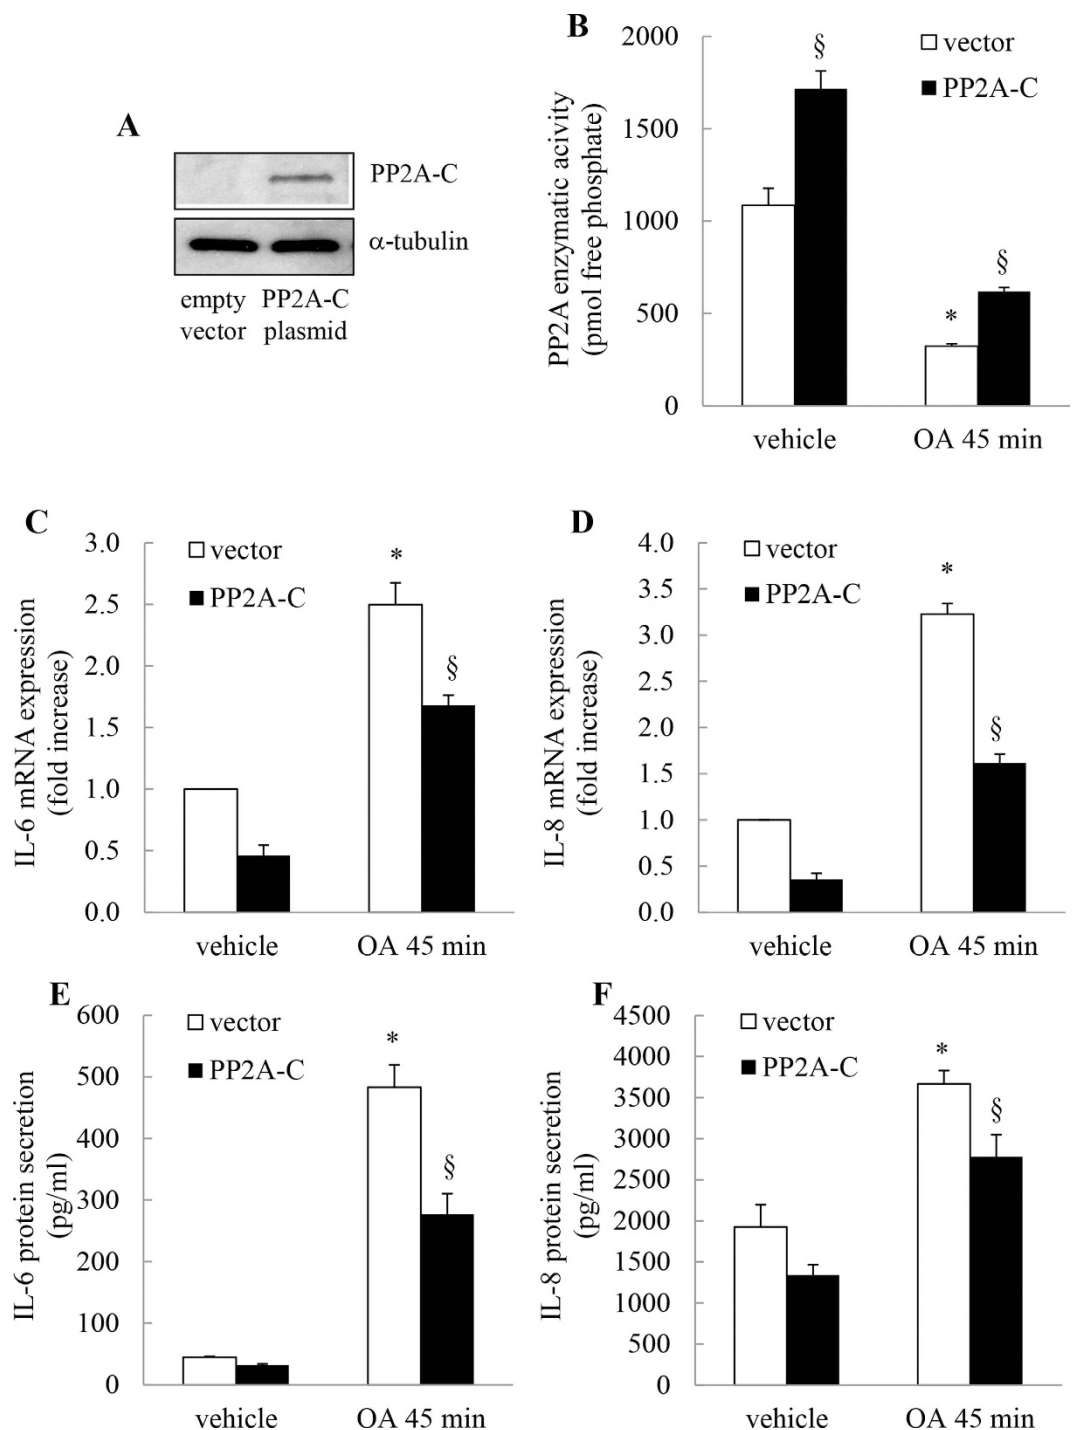 A
PP2A-C
α-tubulin
empty vector
PP2A-C plasmid
B
PP2A enzymatic acivity
(pmol free phosphate)
2000
1500
1000
500
0
§
*
§
vector
PP2A-C
vehicle
OA 45 min
C
IL-6 mRNA expression
(fold increase)
3.0
2.5
2.0
1.5
1.0
0.5
0.0
vector
PP2A-C
*
§
vehicle
OA 45 min
D
IL-8 mRNA expression
(fold increase)
4.0
3.5
3.0
2.5
2.0
1.5
1.0
0.5
0.0
vector
PP2A-C
*
§
vehicle
OA 45 min
E
IL-6 protein secretion
(pg/ml)
600
500
400
300
200
100
0
vector
PP2A-C
*
§
vehicle
OA 45 min
F
IL-8 protein secretion
(pg/ml)
4500
4000
3500
3000
2500
2000
1500
1000
500
0
vector
PP2A-C
*
§
vehicle
OA 45 min